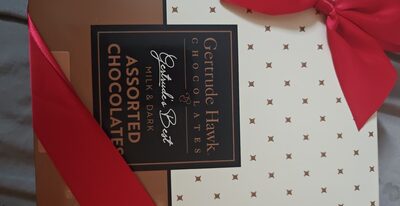 Gertrude Hawk
CHOCOLATES
&
Gertrude's Best
MILK & DARK
ASSORTED
CHOCOLATES